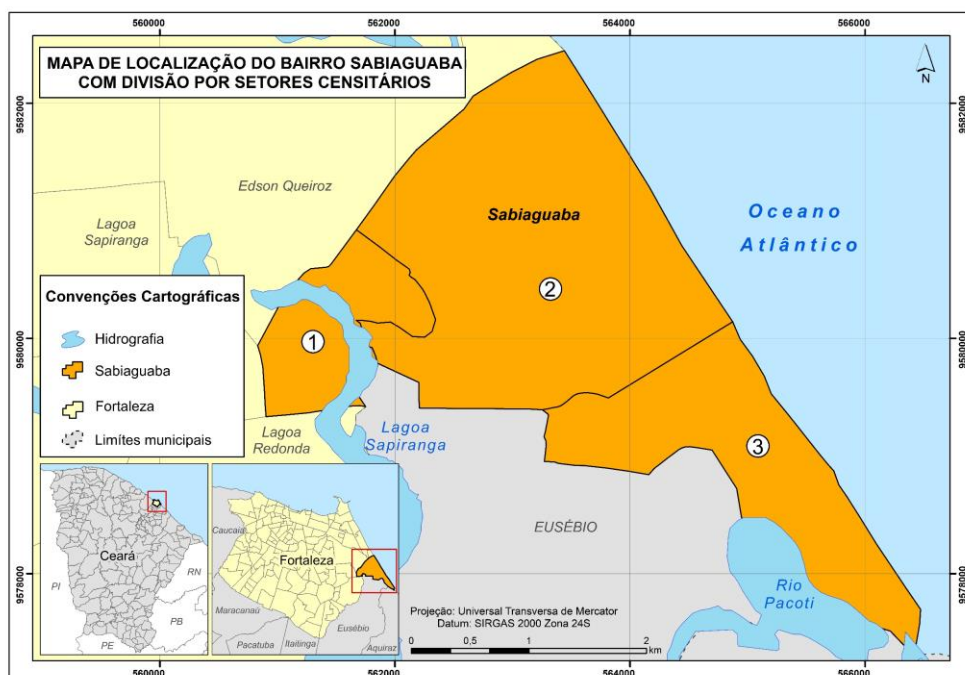 560000
562000
564000
566000
MAPA DE LOCALIZAÇÃO DO BAIRRO SABIAGUABA
COM DIVISÃO POR SETORES CENSITÁRIOS
N
9582000
9582000
Edson Queiroz
Lagoa
Sapiranga
Sabiaguaba
Oceano
Atlântico
2
Convenções Cartográficas
Hidrografia
Sabiaguaba
Fortaleza
Limítes municipais
1
9580000
9580000
Lagoa
Redonda
Lagoa
Sapiranga
3
EUSÉBIO
Rio
Pacoti
Ceará
PI
RN
PB
PE
Caucaia
Fortaleza
Maracanaú
Pacatuba
Itaitinga
Eusébio
Aquiraz
9578000
9578000
Projeção: Universal Transversa de Mercator
Datum: SIRGAS 2000 Zona 24S
0 0,5 1 2
km
560000
562000
564000
566000